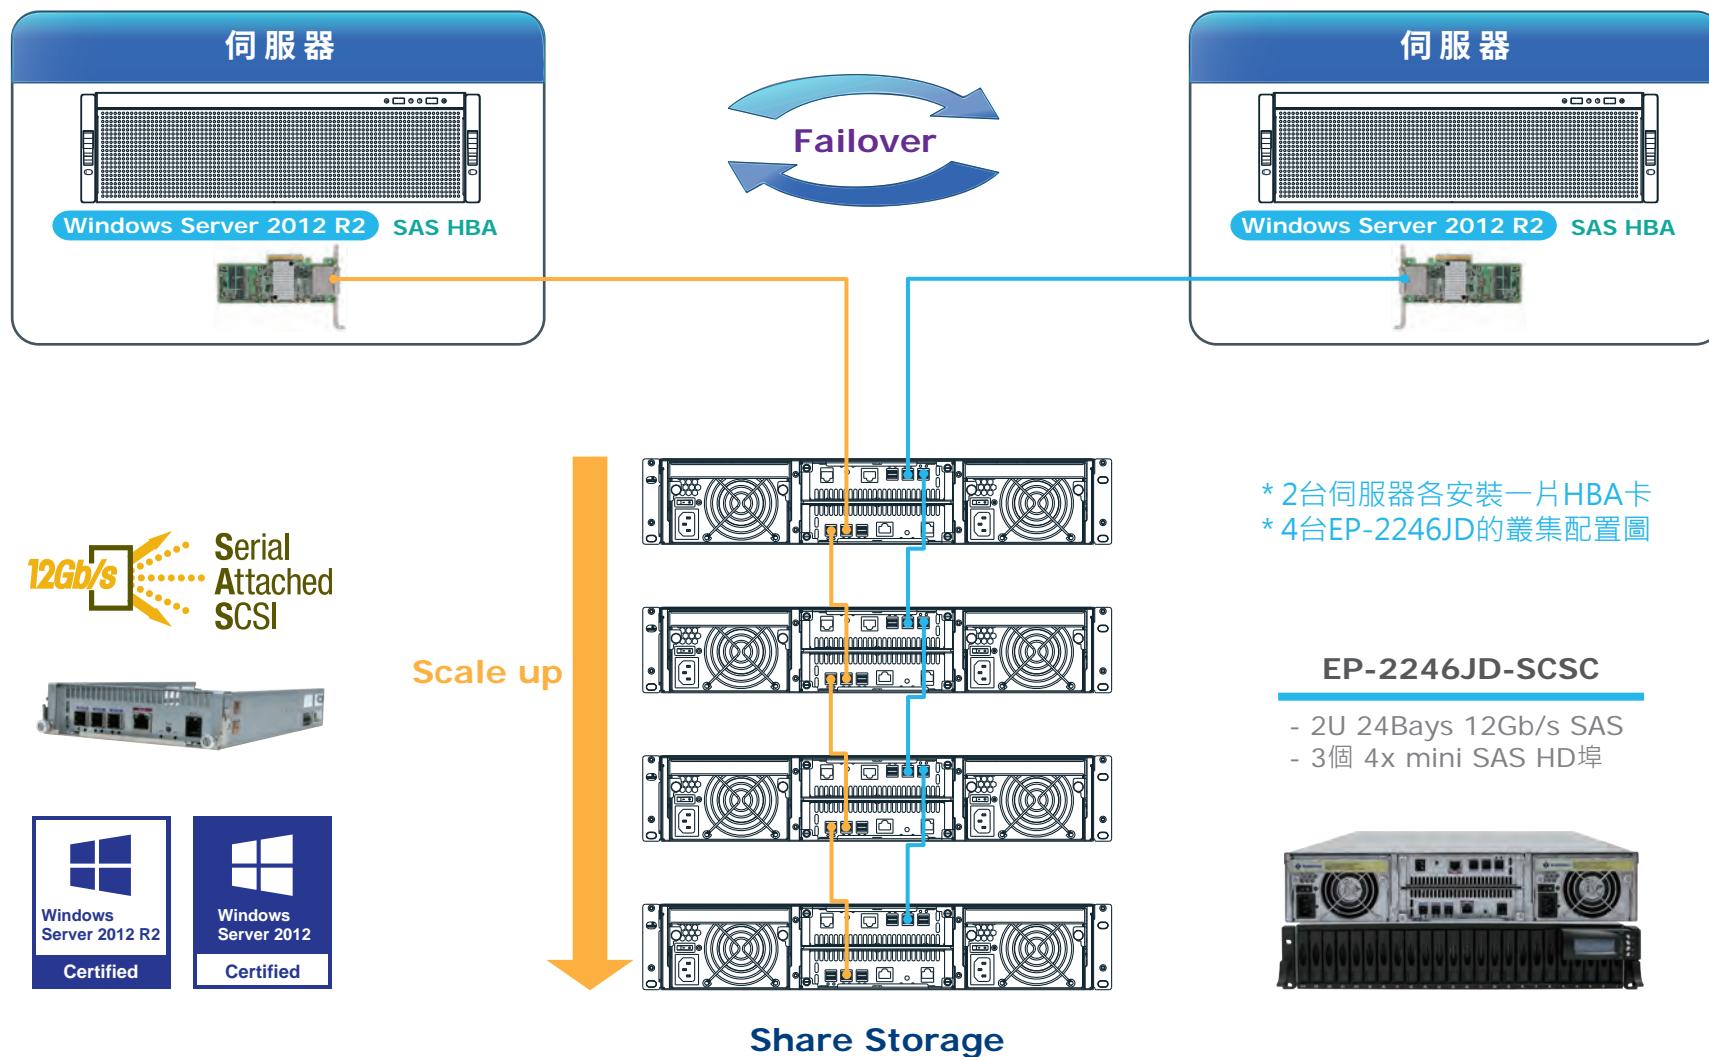 伺服器
伺服器
Failover
Windows Server 2012 R2 SAS HBA
Windows Server 2012 R2 SAS HBA
* 2台伺服器各安裝一片HBA卡
* 4台EP-2246JD的叢集配置圖
12Gb/s
Serial
Attached
SCSI
Scale up
EP-2246JD-SCSC
- 2U 24Bays 12Gb/s SAS
- 3個 4x mini SAS HD埠
Windows
Server 2012 R2
Certified
Windows
Server 2012
Certified
Share Storage